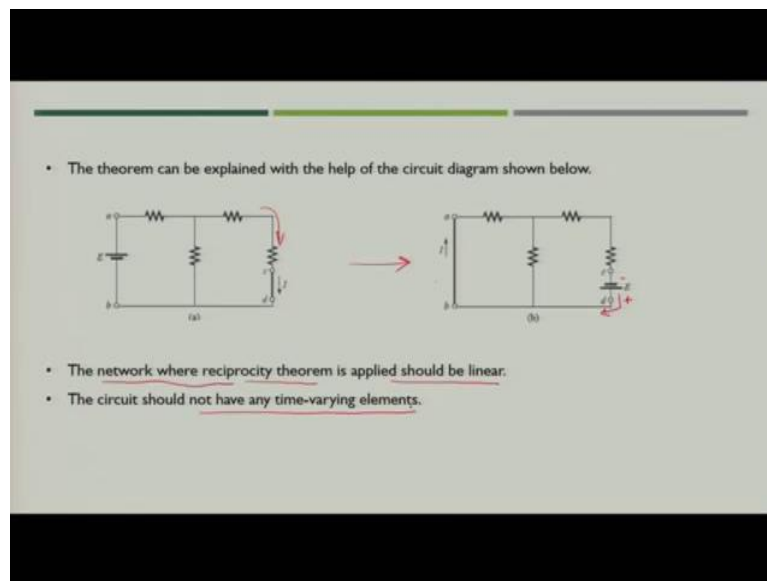 • The theorem can be explained with the help of the circuit diagram shown below.
a
E
b
c
d
I
(a)
a
I
b
c
d
- E
+
(b)
• The network where reciprocity theorem is applied should be linear.
• The circuit should not have any time-varying elements.